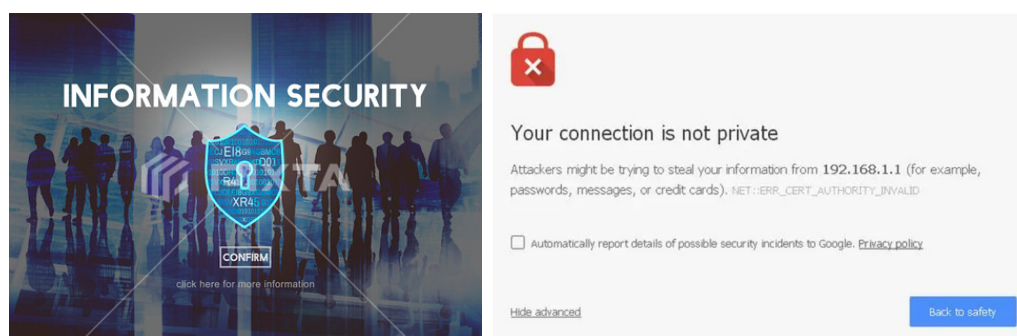 INFORMATION SECURITY
EI8
D01
R4
XR45
CONFIRM
click here for more information
Your connection is not private
Attackers might be trying to steal your information from 192.168.1.1 (for example,
passwords, messages, or credit cards). NET::ERR_CERT_AUTHORITY_INVALID
Automatically report details of possible security incidents to Google. Privacy policy
Hide advanced
Back to safety